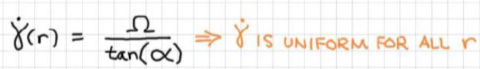 γ̇(r) = Ω / tan(α) ⇒ γ̇ IS UNIFORM FOR ALL r